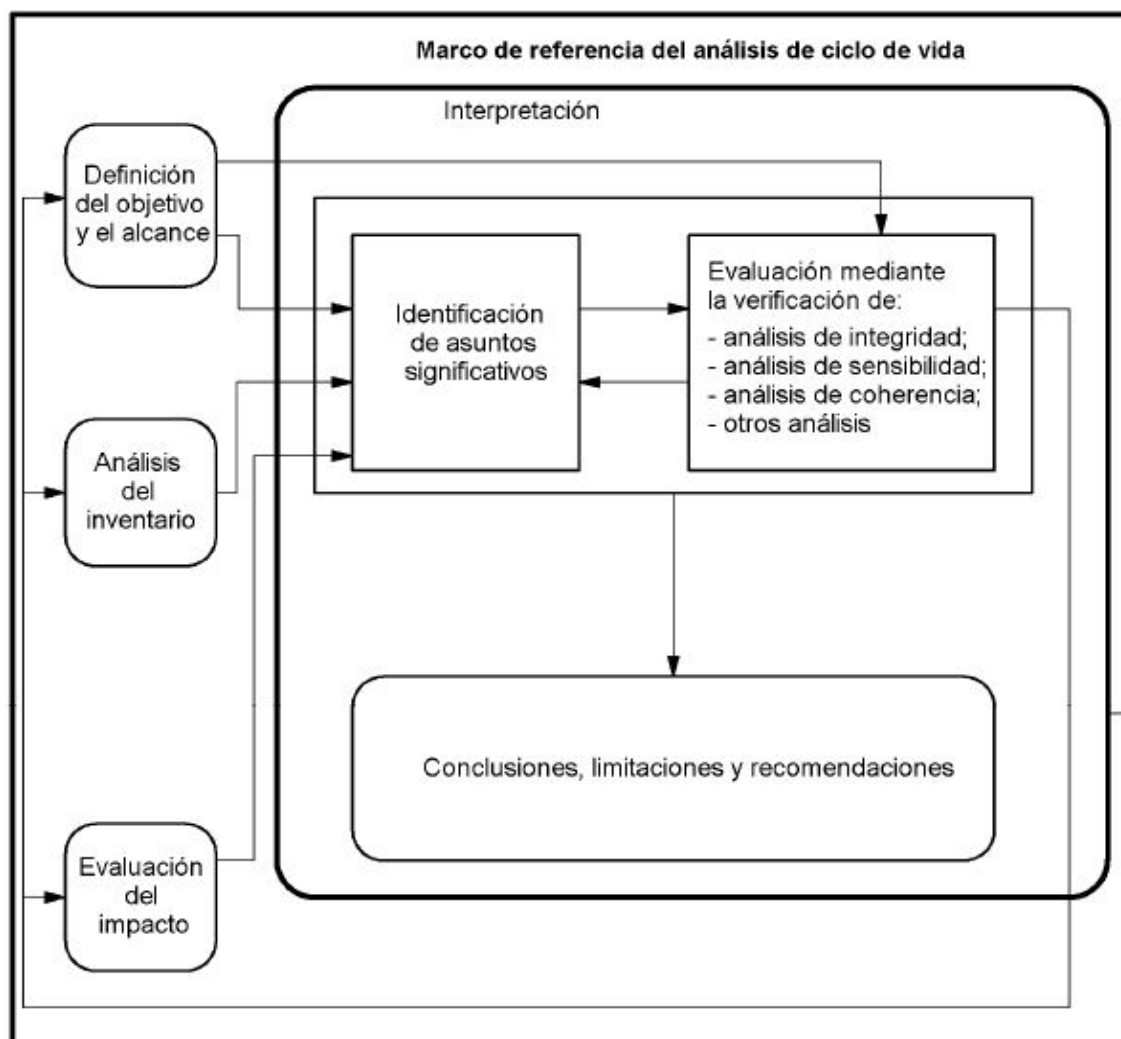 Marco de referencia del análisis de ciclo de vida
Interpretación
Definición
del objetivo
y el alcance
Identificación
de asuntos
significativos
Evaluación mediante
la verificación de:
- análisis de integridad;
- análisis de sensibilidad;
- análisis de coherencia;
- otros análisis
Análisis
del
inventario
Conclusiones, limitaciones y recomendaciones
Evaluación
del
impacto